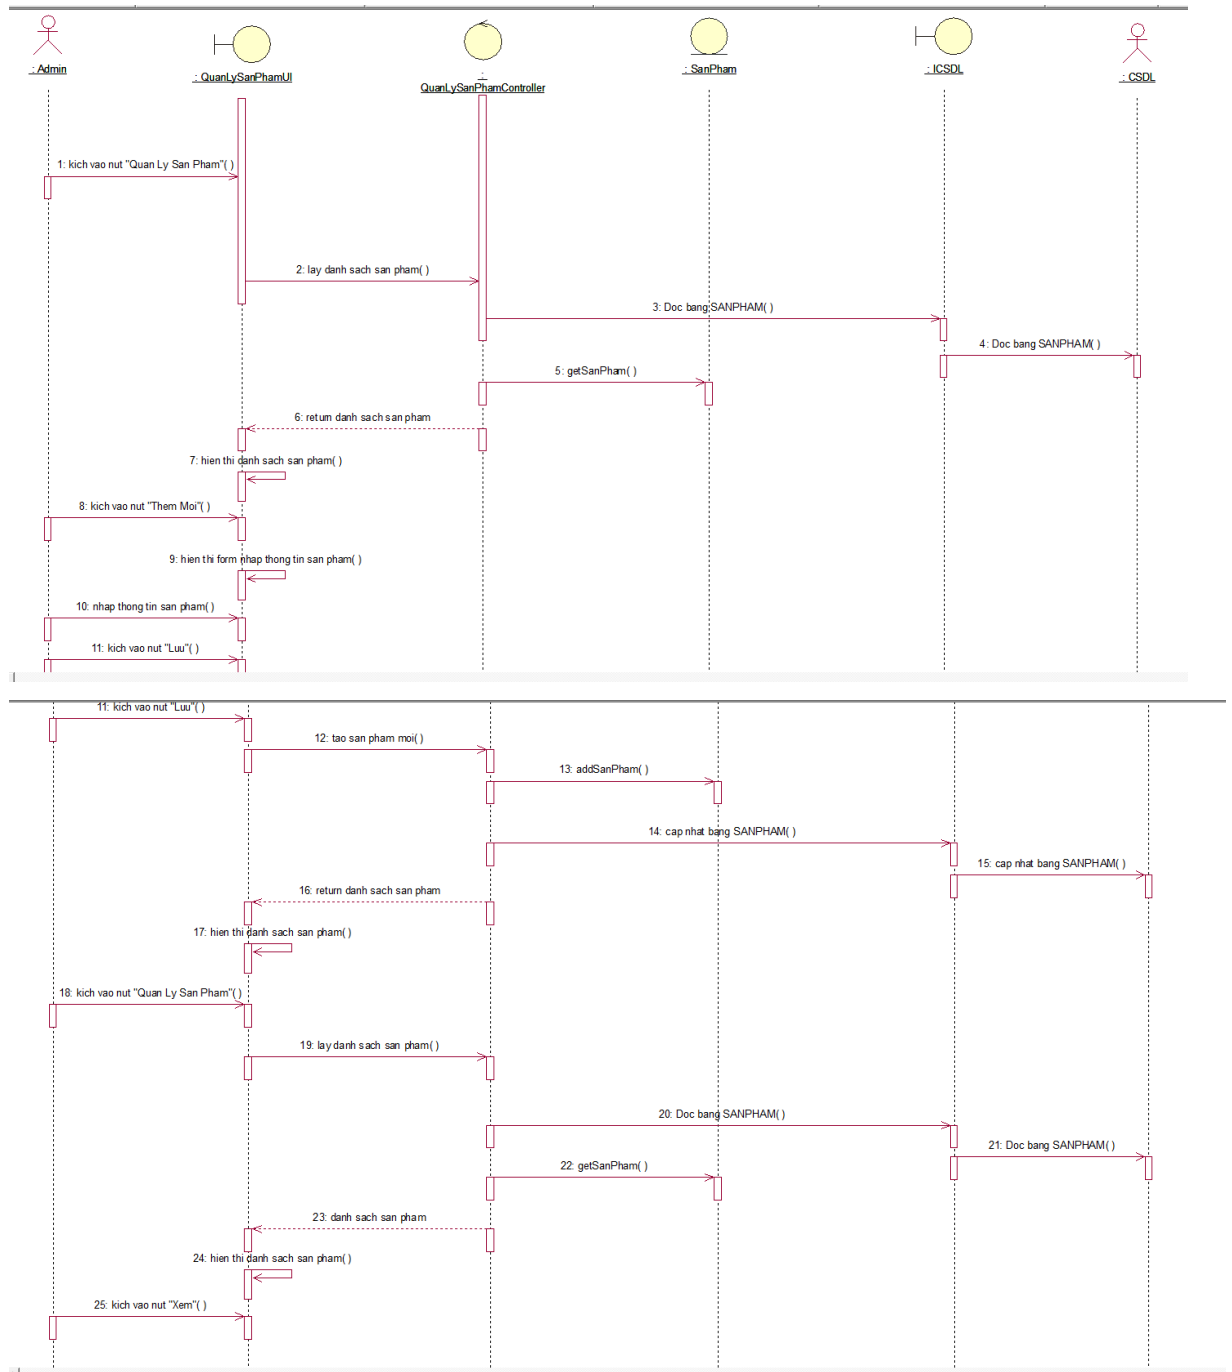 : Admin
: QuanLySanPhamUI
:
QuanLySanPhamController
: SanPham
: ICSDL
: CSDL
1: kich vao nut "Quan Ly San Pham"( )
2: lay danh sach san pham( )
3: Doc bang SANPHAM( )
4: Doc bang SANPHAM( )
5: getSanPham( )
6: return danh sach san pham
7: hien thi danh sach san pham( )
8: kich vao nut "Them Moi"( )
9: hien thi form nhap thong tin san pham( )
10: nhap thong tin san pham( )
11: kich vao nut "Luu"( )
11: kich vao nut "Luu"( )
12: tao san pham moi( )
13: addSanPham( )
14: cap nhat bang SANPHAM( )
15: cap nhat bang SANPHAM( )
16: return danh sach san pham
17: hien thi danh sach san pham( )
18: kich vao nut "Quan Ly San Pham"( )
19: lay danh sach san pham( )
20: Doc bang SANPHAM( )
21: Doc bang SANPHAM( )
22: getSanPham( )
23: danh sach san pham
24: hien thi danh sach san pham( )
25: kich vao nut "Xem"( )